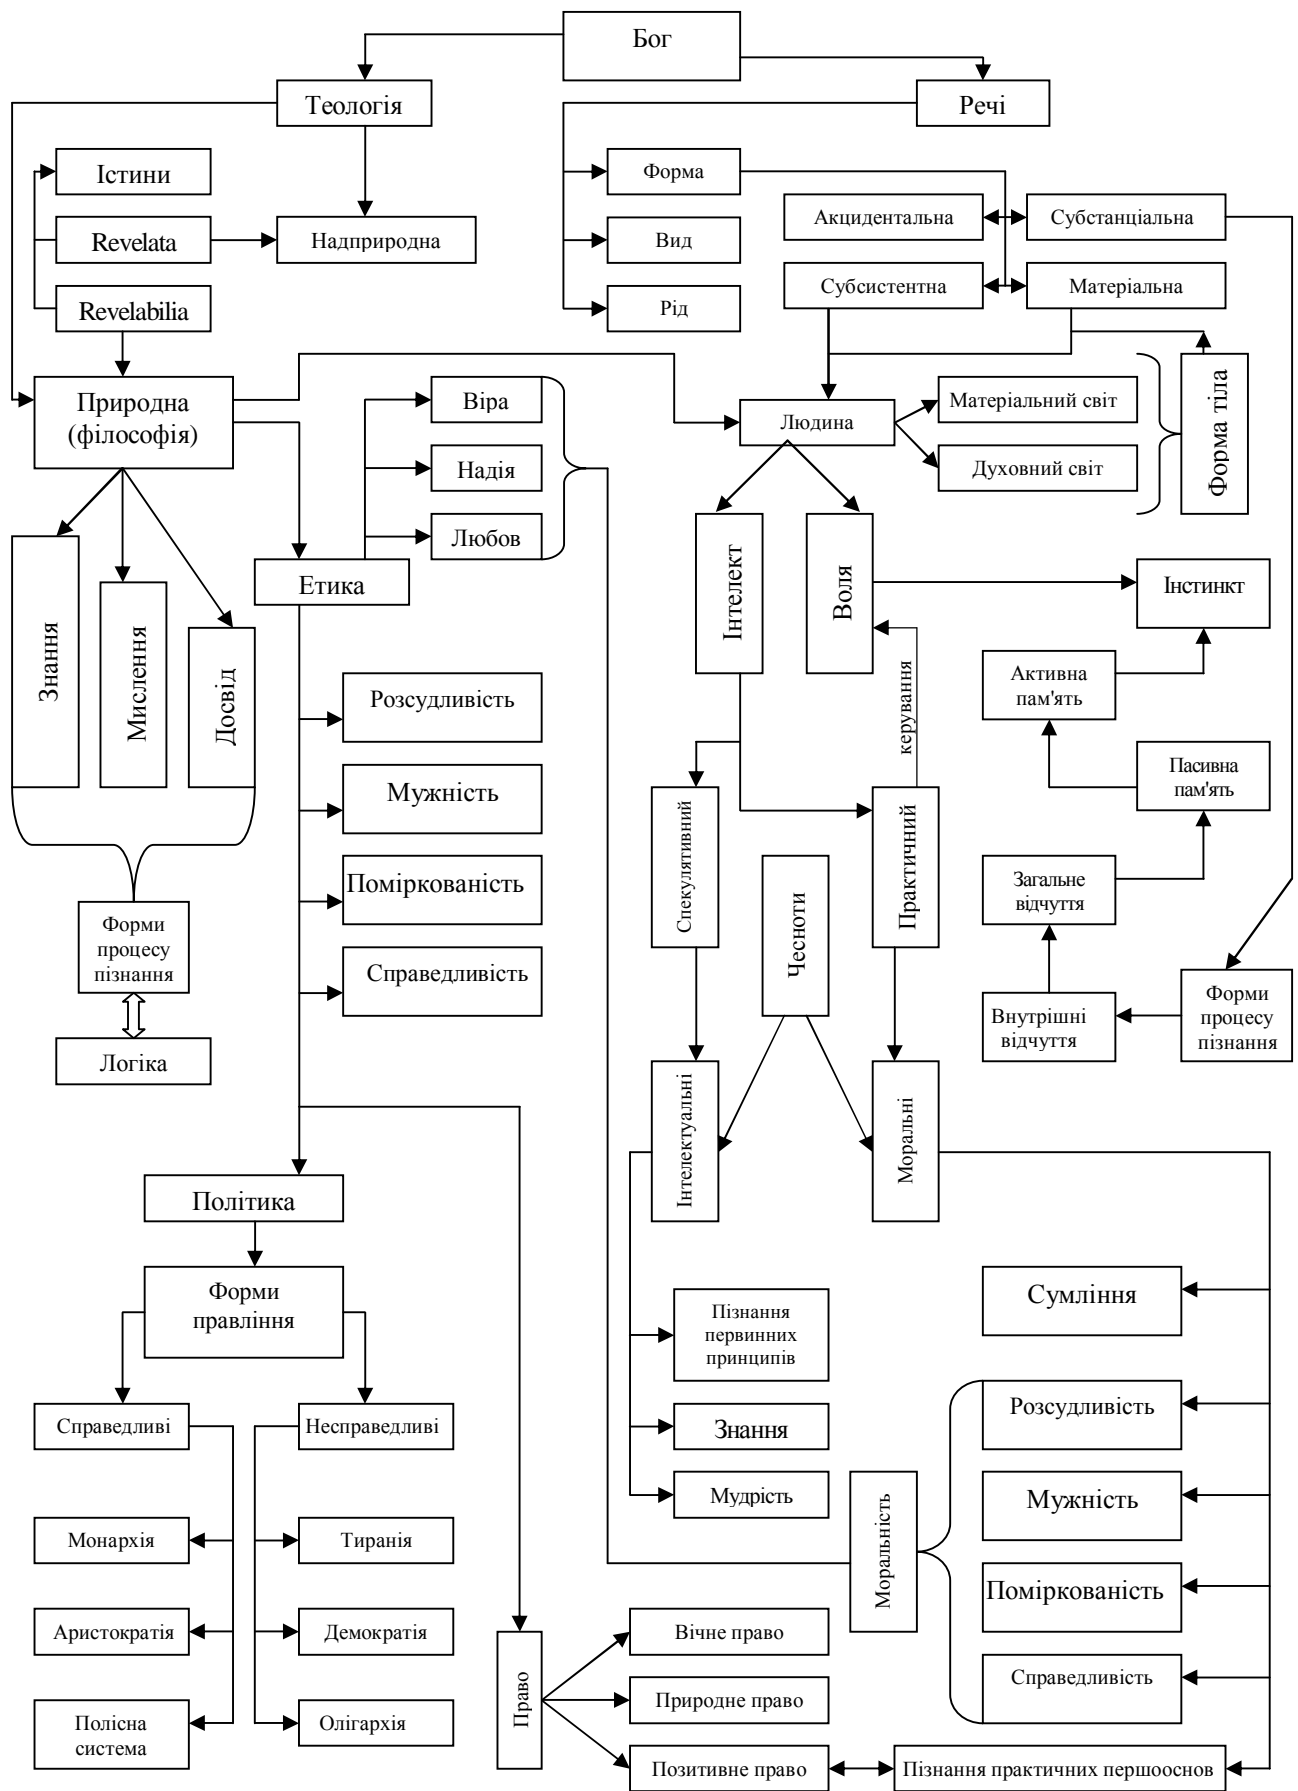 Бог
Теологія
Речі
Істини
Форма
Акцидентальна
Субстанціальна
Revelata
Надприродна
Вид
Субсистентна
Матеріальна
Revelabilia
Рід
Природна
(філософія)
Віра
Людина
Матеріальний світ
Форма тіла
Надія
Духовний світ
Любов
Етика
Інтелект
Воля
Інстинкт
Знання
Мислення
Досвід
Розсудливість
керування
Активна
пам'ять
Мужність
Спекулятивний
Практичний
Пасивна
пам'ять
Поміркованість
Чесноти
Загальне
відчуття
Форми
процесу
пізнання
Справедливість
Внутрішні
відчуття
Форми
процесу
пізнання
Логіка
Інтелектуальні
Моральні
Політика
Форми
правління
Пізнання
первинних
принципів
Сумління
Справедливі
Несправедливі
Знання
Розсудливість
Мудрість
Моральність
Мужність
Монархія
Тиранія
Поміркованість
Аристократія
Демократія
Право
Вічне право
Справедливість
Природне право
Полісна
система
Олігархія
Позитивне право
Пізнання практичних першооснов